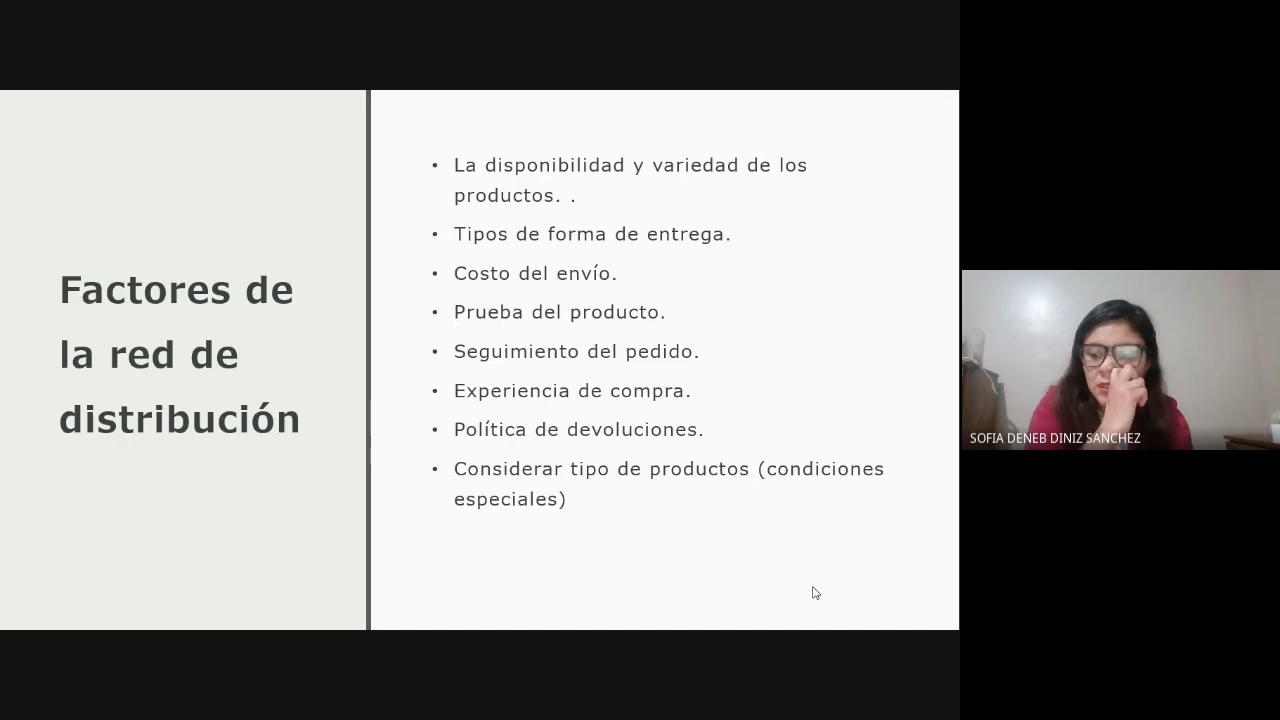 Factores de
la red de
distribución
• La disponibilidad y variedad de los
productos. .
• Tipos de forma de entrega.
• Costo del envío.
• Prueba del producto.
• Seguimiento del pedido.
• Experiencia de compra.
• Política de devoluciones.
• Considerar tipo de productos (condiciones
especiales)
SOFIA DENEB DINIZ SANCHEZ